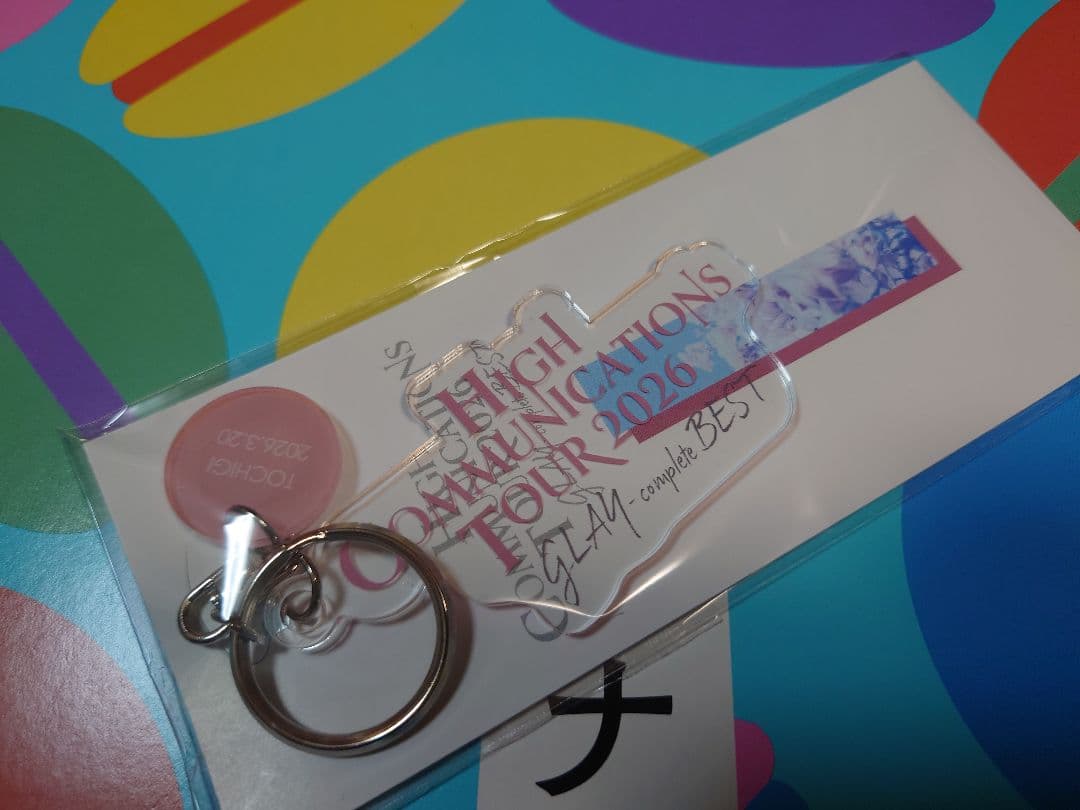 HIGH
COMMUNICATIONS
TOUR 2026
GLAY-complete BEST
TOCHIGI
2026.3.20
ナ